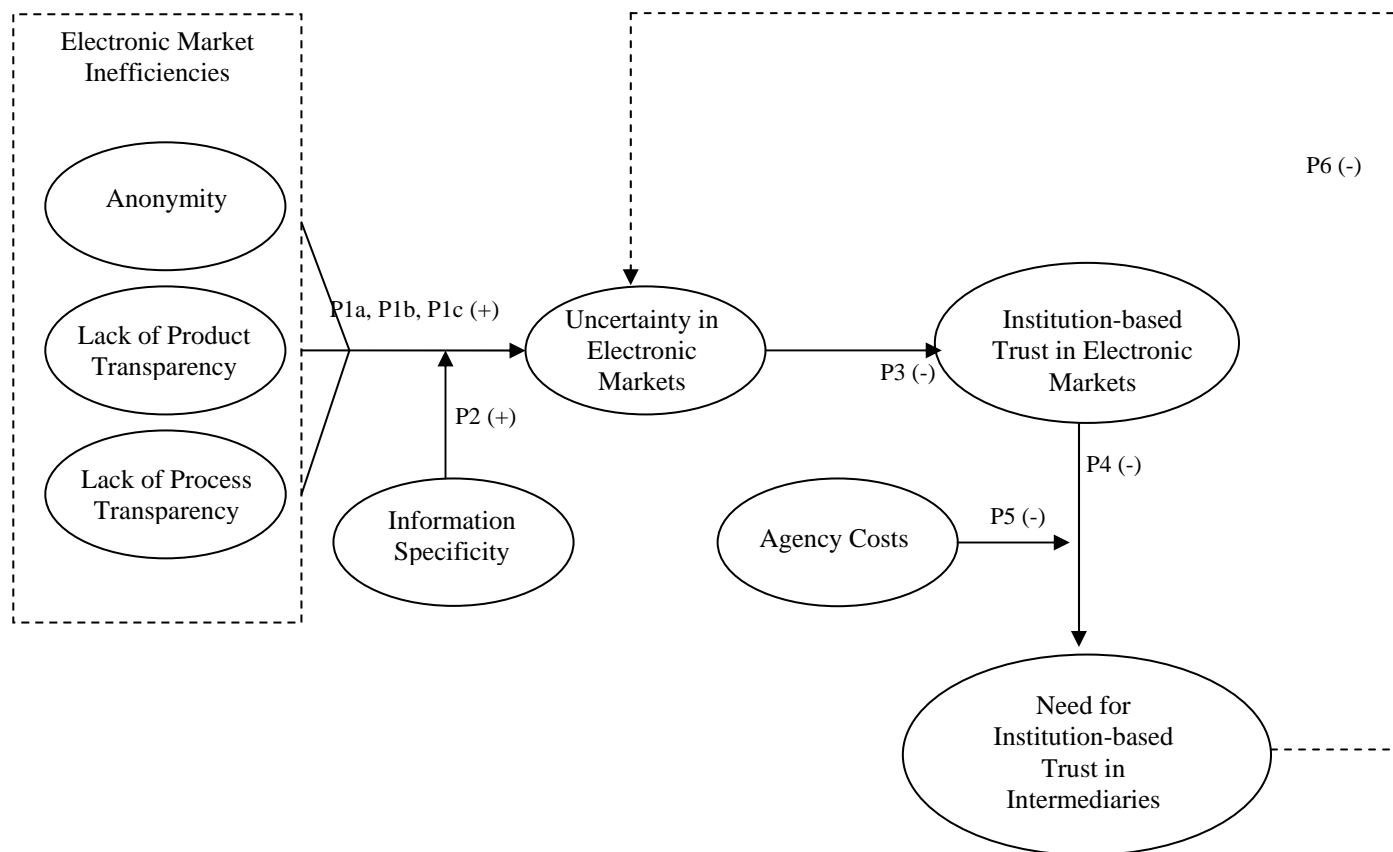 Electronic Market
Inefficiencies
Anonymity
Lack of Product
Transparency
Lack of Process
Transparency
P1a, P1b, P1c (+)
P2 (+)
Information
Specificity
Uncertainty in
Electronic
Markets
P3 (-)
Institution-based
Trust in Electronic
Markets
P4 (-)
P5 (-)
Agency Costs
Need for
Institution-based
Trust in
Intermediaries
P6 (-)